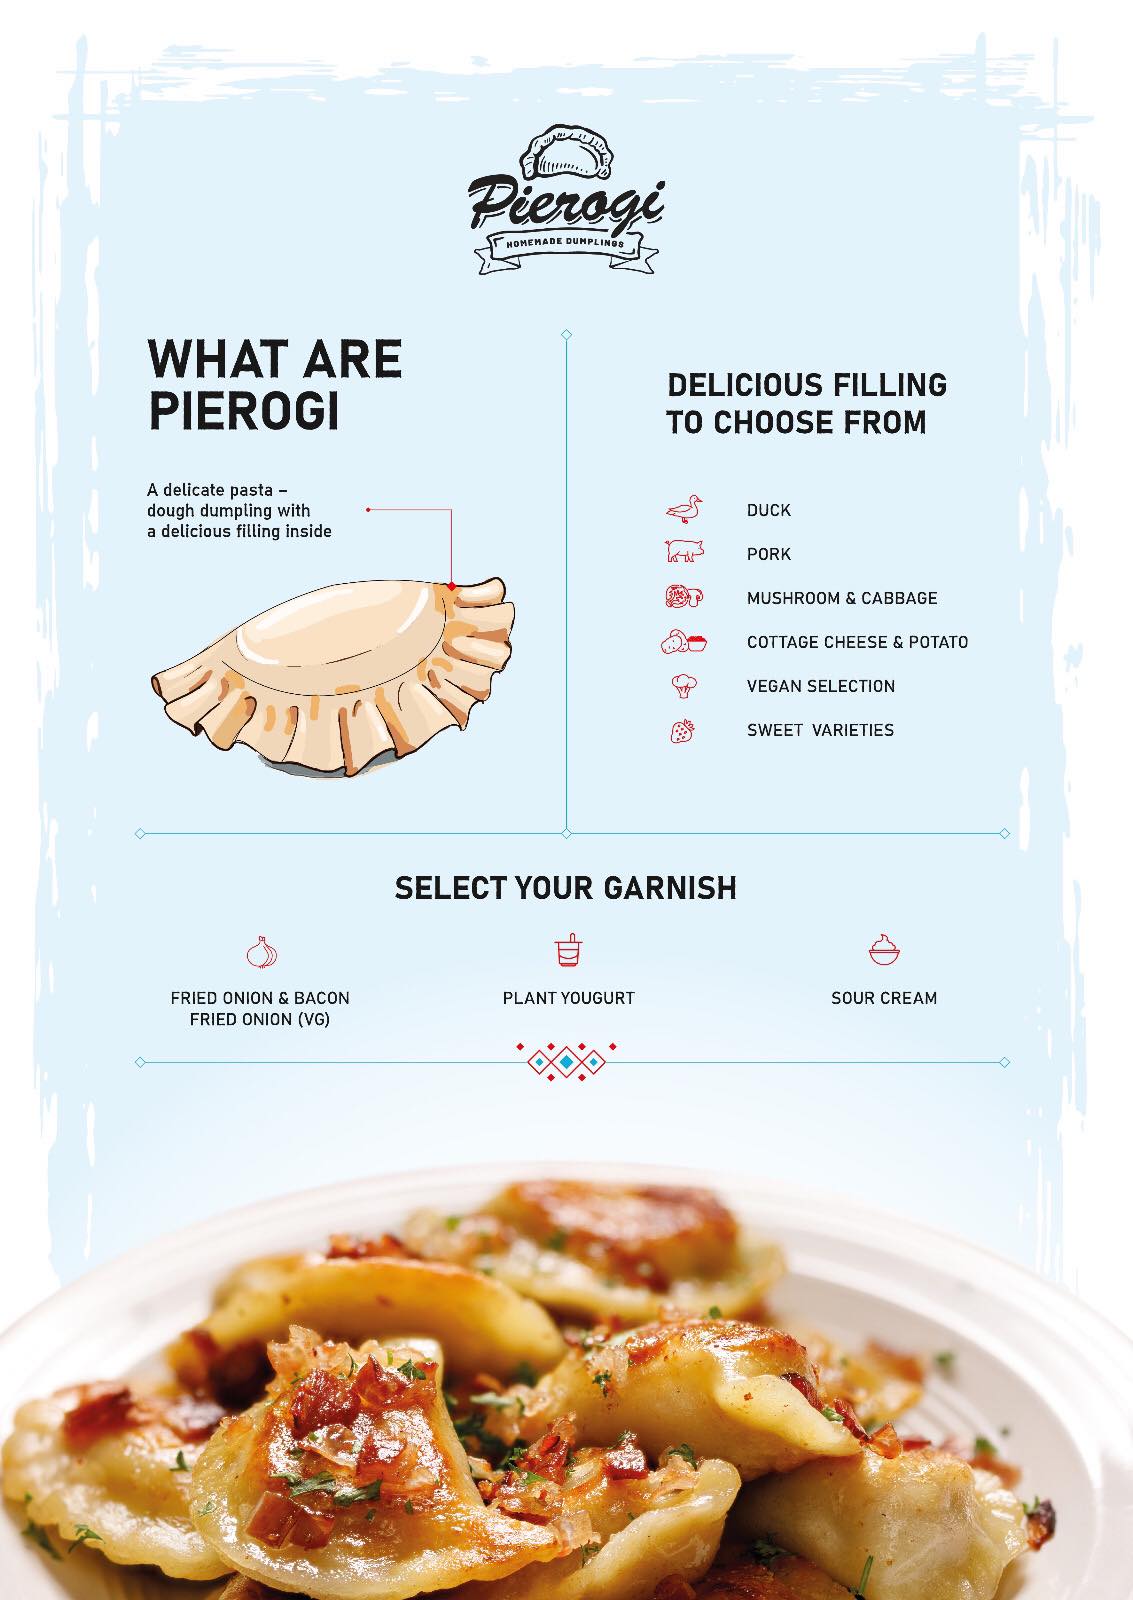 Pierogi
HOMEMADE DUMPLINGS
WHAT ARE
PIEROGI
A delicate pasta –
dough dumpling with
a delicious filling inside
DELICIOUS FILLING
TO CHOOSE FROM
DUCK
PORK
MUSHROOM & CABBAGE
COTTAGE CHEESE & POTATO
VEGAN SELECTION
SWEET VARIETIES
SELECT YOUR GARNISH
FRIED ONION & BACON
FRIED ONION (VG)
PLANT YOUGURT
SOUR CREAM